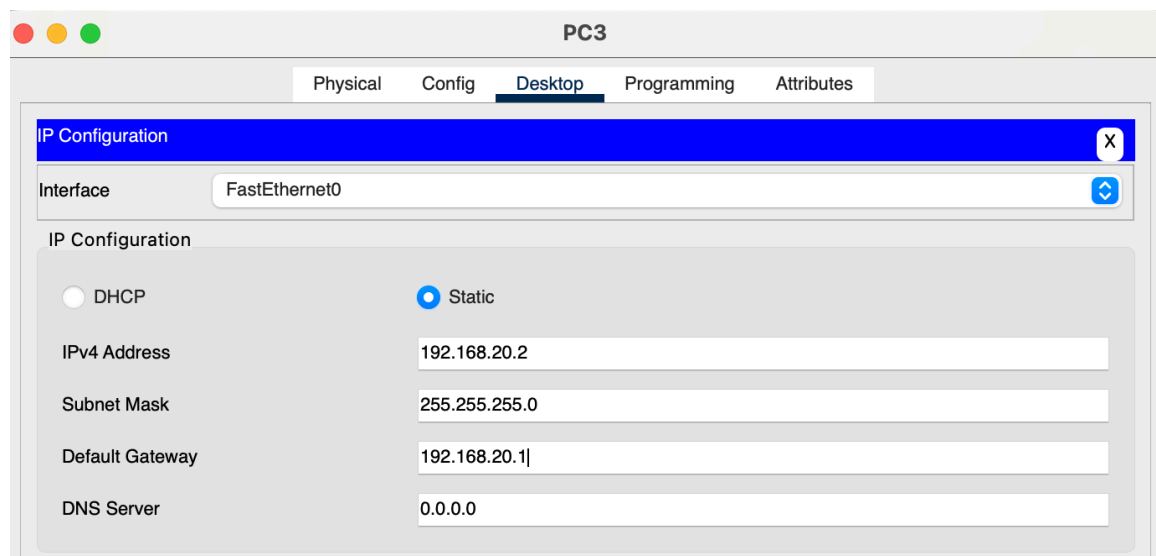 PC3
Physical Config Desktop Programming Attributes
IP Configuration
X
Interface FastEthernet0
IP Configuration
DHCP Static
IPv4 Address 192.168.20.2
Subnet Mask 255.255.255.0
Default Gateway 192.168.20.1
DNS Server 0.0.0.0